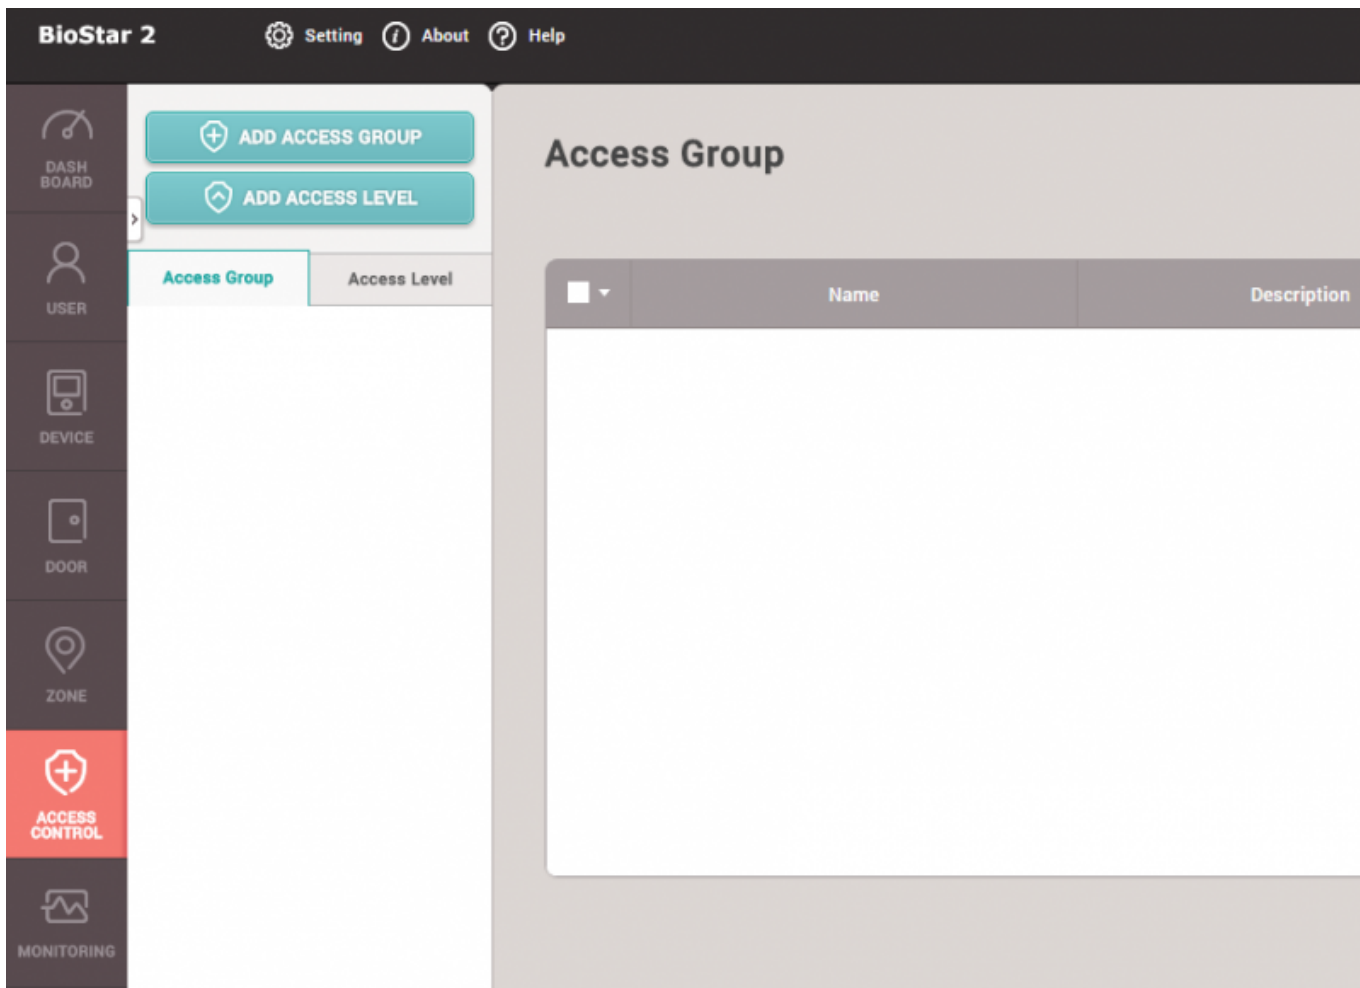 BioStar 2
Setting
About
Help
DASH
BOARD
USER
DEVICE
DOOR
ZONE
ACCESS
CONTROL
MONITORING
ADD ACCESS GROUP
ADD ACCESS LEVEL
Access Group
Access Level
Access Group
Name
Description